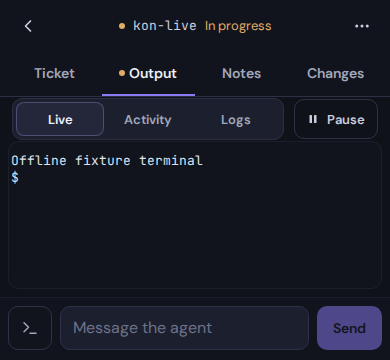 kon-live In progress
Ticket Output Notes Changes
Live Activity Logs Pause
Offline fixture terminal
$
Message the agent Send